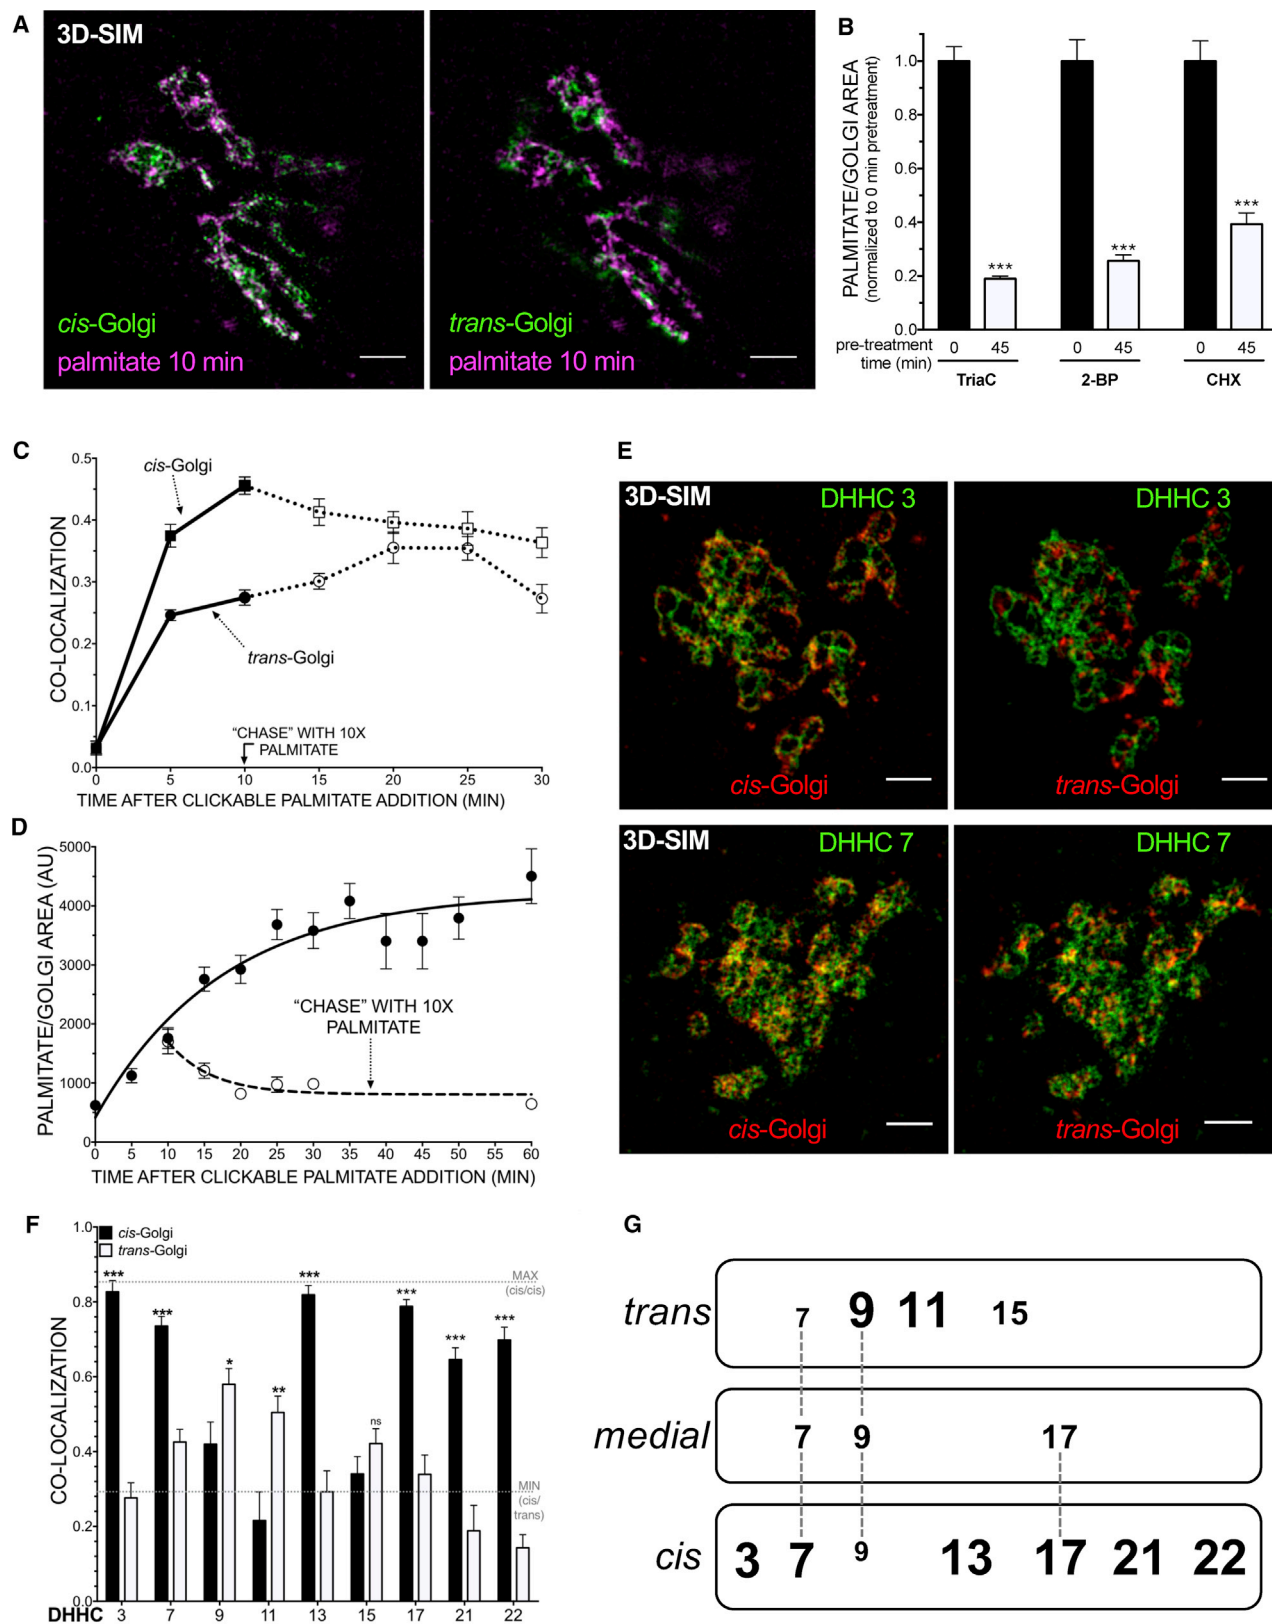 A
3D-SIM
cis-Golgi
palmitate 10 min
trans-Golgi
palmitate 10 min
B
PALMITATE/GOLGI AREA
(normalized to 0 min pretreatment)
1.0
0.8
0.6
0.4
0.2
0.0
***
***
***
pre-treatment
time (min)
0 45 0 45 0 45
TriaC 2-BP CHX
C
CO-LOCALIZATION
0.5
0.4
0.3
0.2
0.1
0.0
cis-Golgi
trans-Golgi
"CHASE" WITH 10X
PALMITATE
0 5 10 15 20 25 30
TIME AFTER CLICKABLE PALMITATE ADDITION (MIN)
D
PALMITATE/GOLGI AREA (AU)
5000
4000
3000
2000
1000
0
"CHASE" WITH 10X
PALMITATE
0 5 10 15 20 25 30 35 40 45 50 55 60
TIME AFTER CLICKABLE PALMITATE ADDITION (MIN)
E
3D-SIM
DHHC 3
cis-Golgi
DHHC 3
trans-Golgi
3D-SIM
DHHC 7
cis-Golgi
DHHC 7
trans-Golgi
F
CO-LOCALIZATION
1.0
0.8
0.6
0.4
0.2
0.0
cis-Golgi
trans-Golgi
MAX
(cis/cis)
MIN
(cis/
trans)
*** *** * ** *** ns *** *** ***
DHHC 3 7 9 11 13 15 17 21 22
G
trans 7 9 11 15
medial 7 9 17
cis 3 7 9 13 17 21 22